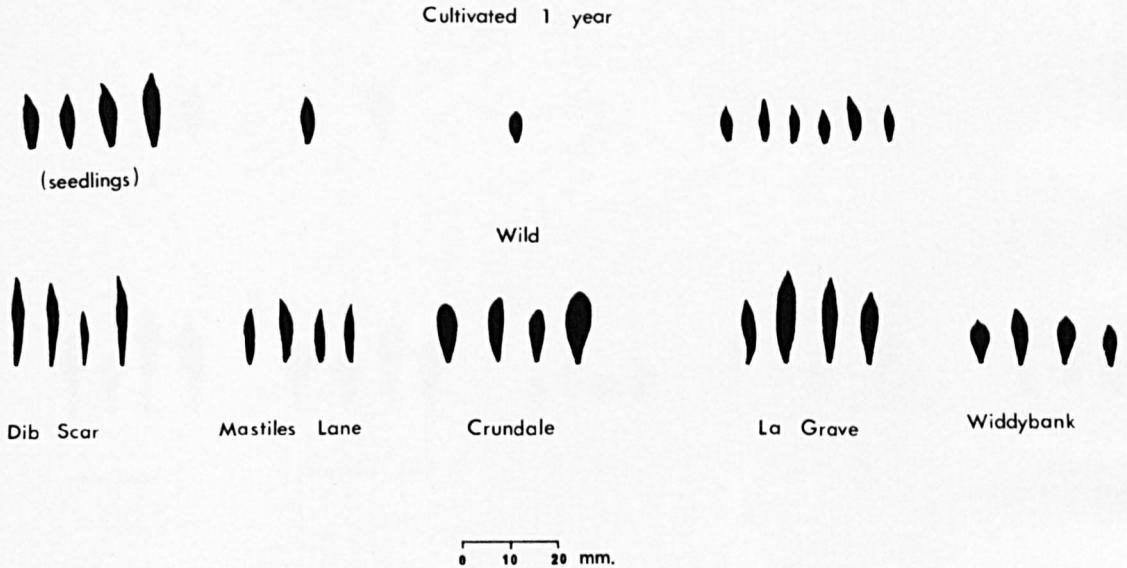 Cultivated 1 year
(seedlings)
Wild
Dib Scar Mastiles Lane Crundale La Grave Widdybank
0 10 20 mm.